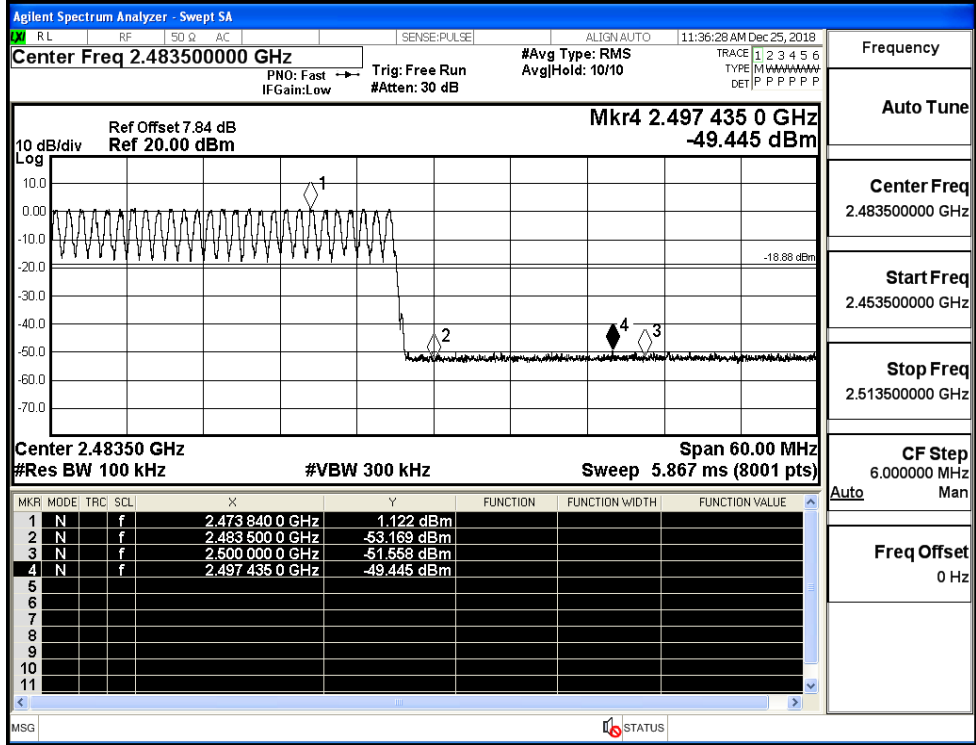 Agilent Spectrum Analyzer - Swept SA
LXI RL RF 50 Ω AC SENSE:PULSE ALIGN AUTO 11:36:28 AM Dec 25, 2018
Center Freq 2.483500000 GHz
PNO: Fast
IFGain:Low
Trig: Free Run
#Atten: 30 dB
#Avg Type: RMS
Avg|Hold: 10/10
TRACE 1 2 3 4 5 6
TYPE M WWWWW
DET P P P P P P
Frequency
Auto Tune
Center Freq
2.483500000 GHz
Start Freq
2.453500000 GHz
Stop Freq
2.513500000 GHz
CF Step
6.000000 MHz
Auto Man
Freq Offset
0 Hz
Ref Offset 7.84 dB
10 dB/div Ref 20.00 dBm
Log
Mkr4 2.497 435 0 GHz
-49.445 dBm
10.0
0.00
-10.0
-20.0
-30.0
-40.0
-50.0
-60.0
-70.0
1
2
4
3
-18.88 dBm
Center 2.48350 GHz Span 60.00 MHz
#Res BW 100 kHz #VBW 300 kHz Sweep 5.867 ms (8001 pts)
MKR MODE TRC SCL X Y FUNCTION FUNCTION WIDTH FUNCTION VALUE
1 N f 2.473 840 0 GHz 1.122 dBm
2 N f 2.483 500 0 GHz -53.169 dBm
3 N f 2.500 000 0 GHz -51.558 dBm
4 N f 2.497 435 0 GHz -49.445 dBm
5
6
7
8
9
10
11
MSG STATUS